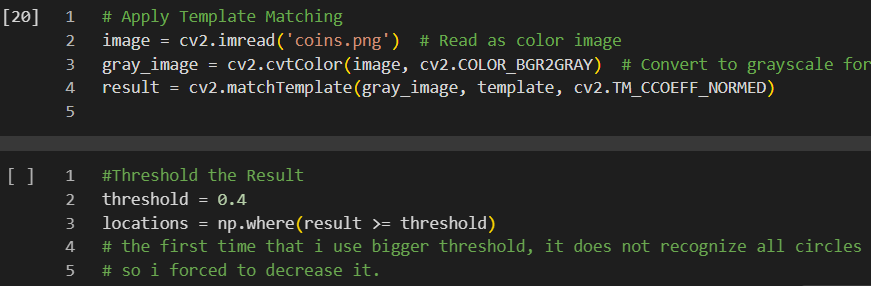 [20] 1 # Apply Template Matching
2 image = cv2.imread('coins.png')  # Read as color image
3 gray_image = cv2.cvtColor(image, cv2.COLOR_BGR2GRAY)  # Convert to grayscale for
4 result = cv2.matchTemplate(gray_image, template, cv2.TM_CCOEFF_NORMED)
5
[ ] 1 #Threshold the Result
2 threshold = 0.4
3 locations = np.where(result >= threshold)
4 # the first time that i use bigger threshold, it does not recognize all circles
5 # so i forced to decrease it.